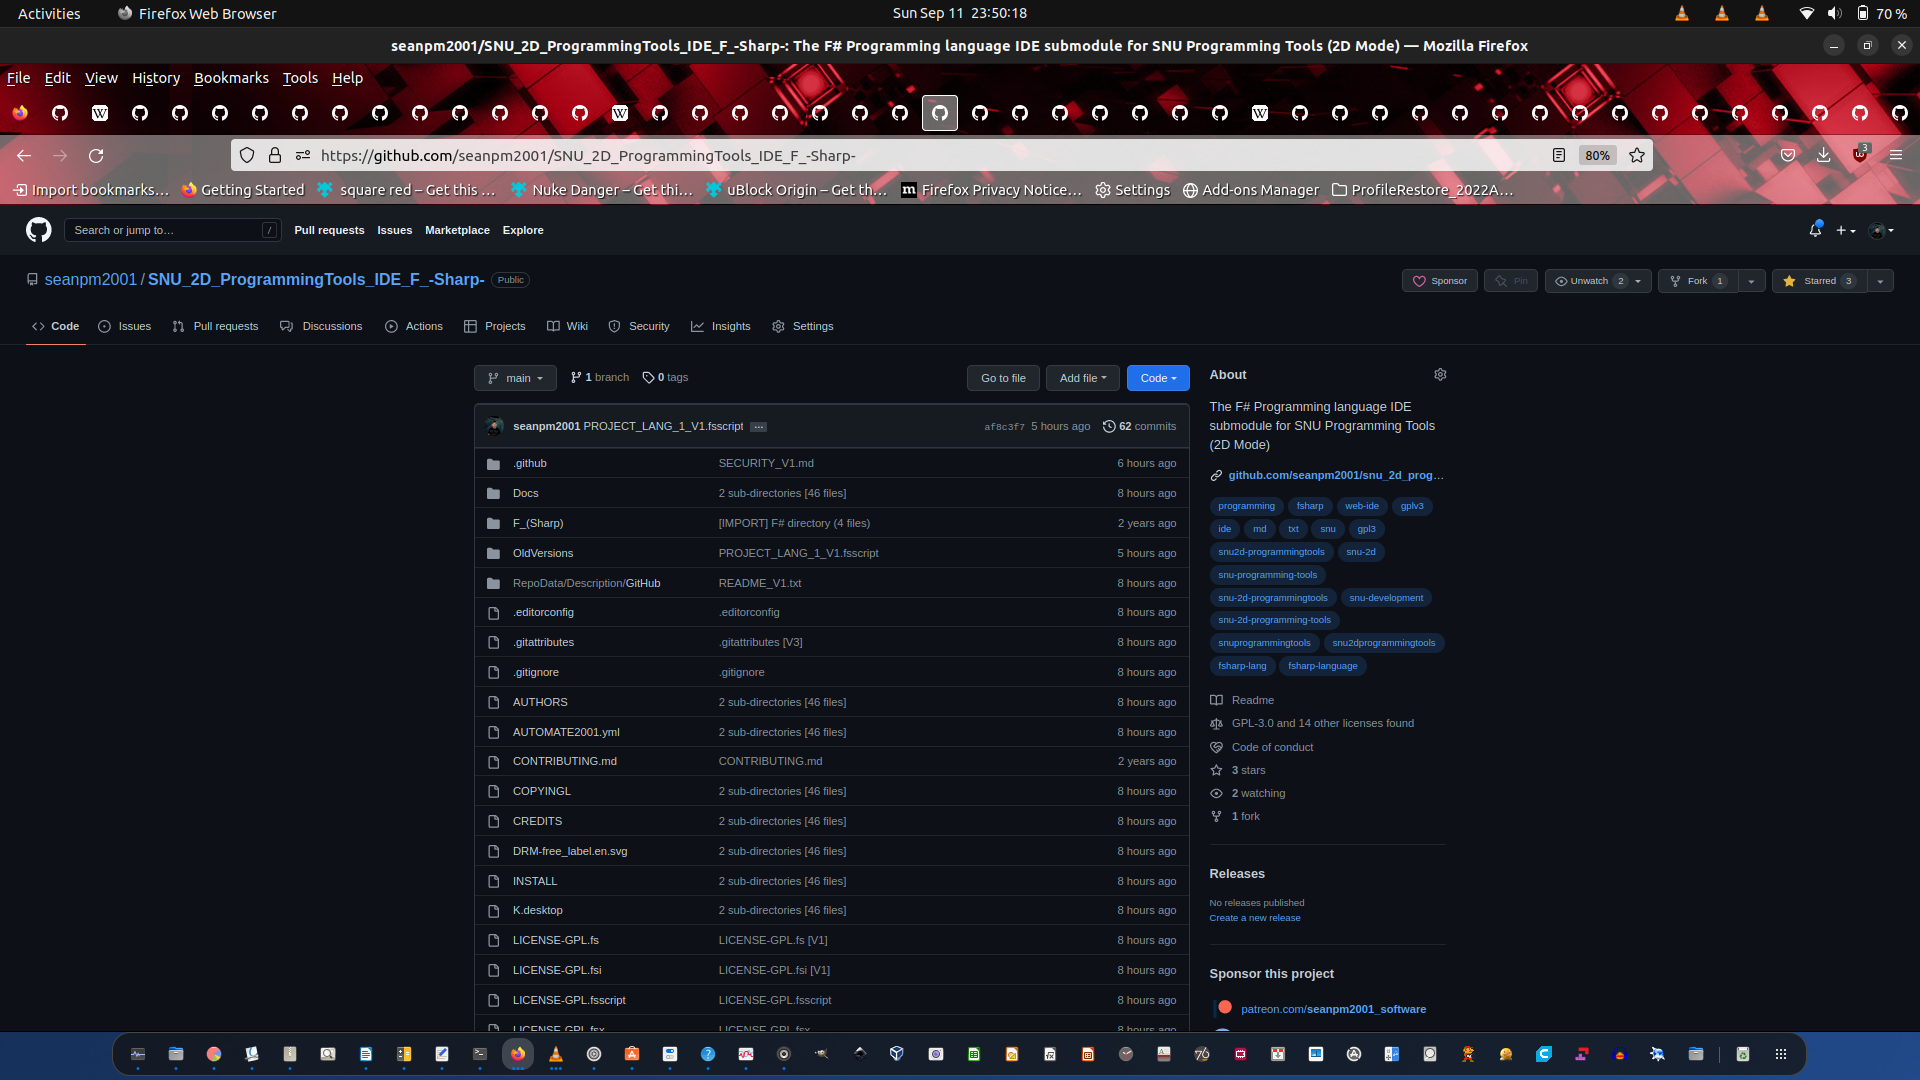 Activities Firefox Web Browser Sun Sep 11 23:50:18 70 %
seanpm2001/SNU_2D_ProgrammingTools_IDE_F_-Sharp-: The F# Programming language IDE submodule for SNU Programming Tools (2D Mode) — Mozilla Firefox
File Edit View History Bookmarks Tools Help
https://github.com/seanpm2001/SNU_2D_ProgrammingTools_IDE_F_-Sharp- 80% 3
Import bookmarks… Getting Started square red – Get this … Nuke Danger – Get thi… uBlock Origin – Get th… Firefox Privacy Notice… Settings Add-ons Manager ProfileRestore_2022A…
Search or jump to… / Pull requests Issues Marketplace Explore
seanpm2001 / SNU_2D_ProgrammingTools_IDE_F_-Sharp- Public Sponsor Pin Unwatch 2 Fork 1 Starred 3
Code Issues Pull requests Discussions Actions Projects Wiki Security Insights Settings
main 1 branch 0 tags Go to file Add file Code
seanpm2001 PROJECT_LANG_1_V1.fsscript … af8c3f7 5 hours ago 62 commits
.github SECURITY_V1.md 6 hours ago
Docs 2 sub-directories [46 files] 8 hours ago
F_(Sharp) [IMPORT] F# directory (4 files) 2 years ago
OldVersions PROJECT_LANG_1_V1.fsscript 5 hours ago
RepoData/Description/GitHub README_V1.txt 8 hours ago
.editorconfig .editorconfig 8 hours ago
.gitattributes .gitattributes [V3] 8 hours ago
.gitignore .gitignore 8 hours ago
AUTHORS 2 sub-directories [46 files] 8 hours ago
AUTOMATE2001.yml 2 sub-directories [46 files] 8 hours ago
CONTRIBUTING.md CONTRIBUTING.md 2 years ago
COPYINGL 2 sub-directories [46 files] 8 hours ago
CREDITS 2 sub-directories [46 files] 8 hours ago
DRM-free_label.en.svg 2 sub-directories [46 files] 8 hours ago
INSTALL 2 sub-directories [46 files] 8 hours ago
K.desktop 2 sub-directories [46 files] 8 hours ago
LICENSE-GPL.fs LICENSE-GPL.fs [V1] 8 hours ago
LICENSE-GPL.fsi LICENSE-GPL.fsi [V1] 8 hours ago
LICENSE-GPL.fsscript LICENSE-GPL.fsscript 8 hours ago
LICENSE-GPL.fsx LICENSE-GPL.fsx 8 hours ago
About
The F# Programming language IDE
submodule for SNU Programming Tools
(2D Mode)
github.com/seanpm2001/snu_2d_prog…
programming fsharp web-ide gplv3
ide md txt snu gpl3
snu2d-programmingtools snu-2d
snu-programming-tools
snu-2d-programmingtools snu-development
snu-2d-programming-tools
snuprogrammingtools snu2dprogrammingtools
fsharp-lang fsharp-language
Readme
GPL-3.0 and 14 other licenses found
Code of conduct
3 stars
2 watching
1 fork
Releases
No releases published
Create a new release
Sponsor this project
patreon.com/seanpm2001_software